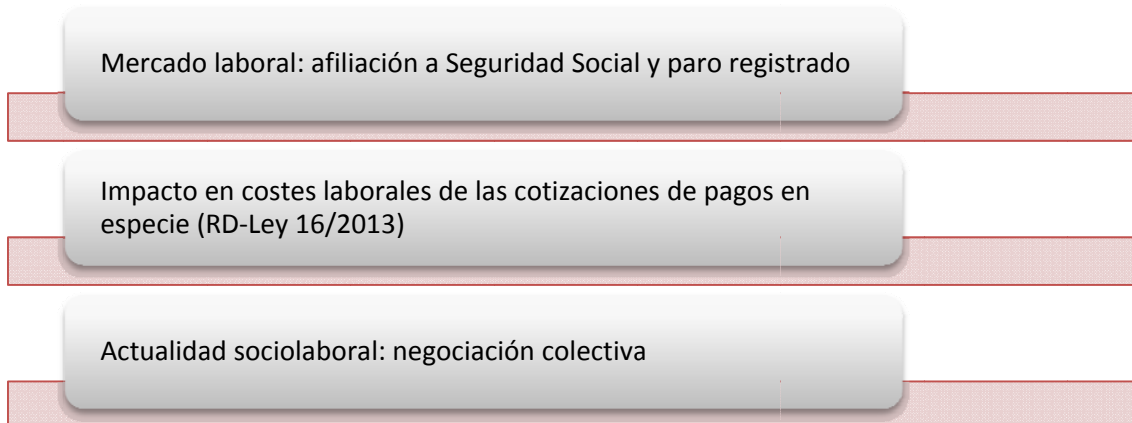 Mercado laboral: afiliación a Seguridad Social y paro registrado
Impacto en costes laborales de las cotizaciones de pagos en
especie (RD-Ley 16/2013)
Actualidad sociolaboral: negociación colectiva